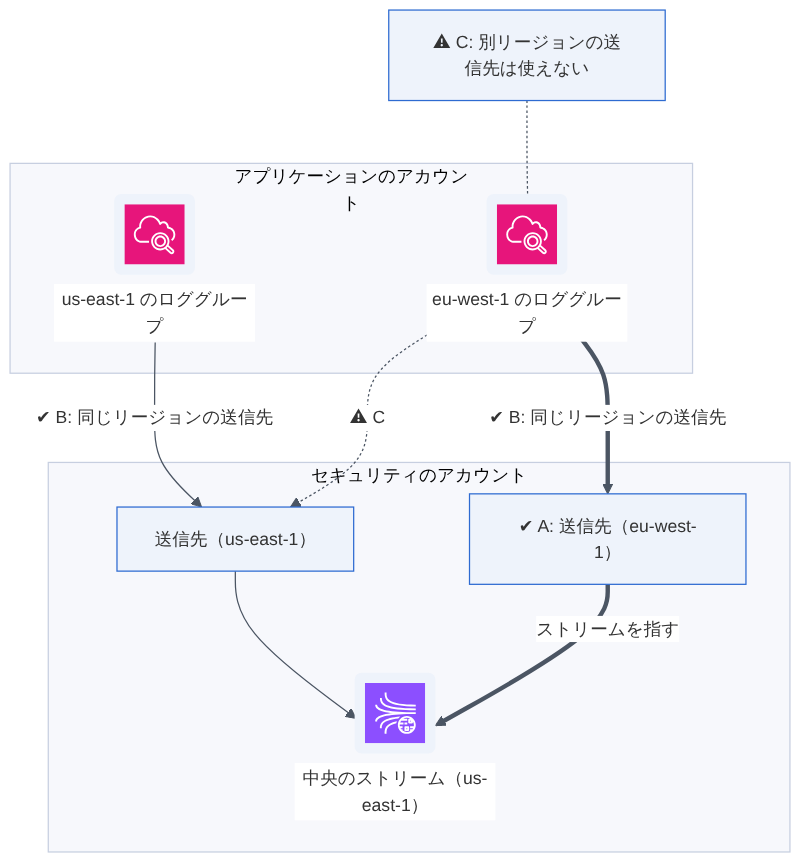 ⚠ C: 別リージョンの送
信先は使えない
アプリケーションのアカウン
ト
us-east-1 のロググルー
プ
eu-west-1 のロググルー
プ
✔ B: 同じリージョンの送信先
⚠ C
✔ B: 同じリージョンの送信先
セキュリティのアカウント
送信先（us-east-1）
✔ A: 送信先（eu-west-
1）
ストリームを指す
中央のストリーム（us-
east-1）